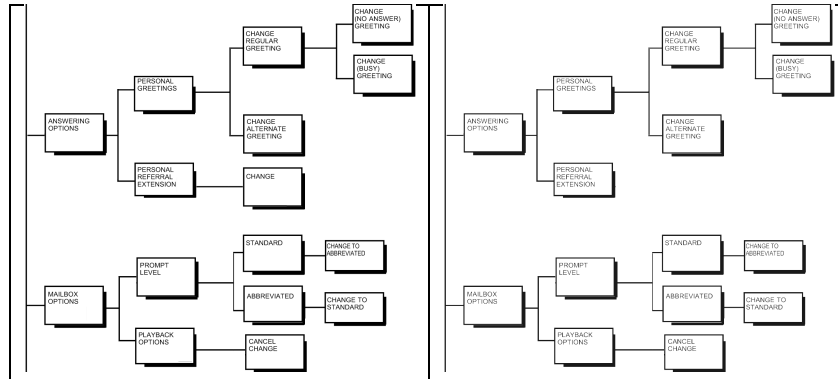 CHANGE
(NO ANSWER)
GREETING
CHANGE
REGULAR
GREETING
CHANGE
(BUSY)
GREETING
PERSONAL
GREETINGS
ANSWERING
OPTIONS
CHANGE
ALTERNATE
GREETING
PERSONAL
REFERRAL
EXTENSION
CHANGE
STANDARD
CHANGE TO
ABBREVIATED
PROMPT
LEVEL
MAILBOX
OPTIONS
ABBREVIATED
CHANGE TO
STANDARD
PLAYBACK
OPTIONS
CANCEL
CHANGE
CHANGE
(NO ANSWER)
GREETING
CHANGE
REGULAR
GREETING
CHANGE
(BUSY)
GREETING
PERSONAL
GREETINGS
ANSWERING
OPTIONS
CHANGE
ALTERNATE
GREETING
PERSONAL
REFERRAL
EXTENSION
STANDARD
CHANGE TO
ABBREVIATED
PROMPT
LEVEL
MAILBOX
OPTIONS
ABBREVIATED
CHANGE TO
STANDARD
PLAYBACK
OPTIONS
CANCEL
CHANGE